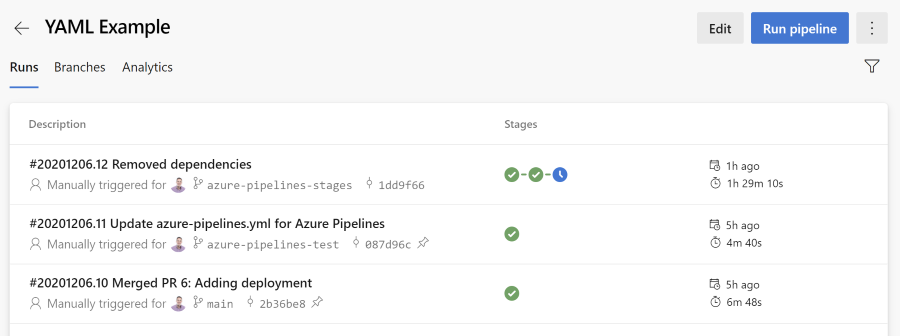 YAML Example
Edit
Run pipeline
Runs Branches Analytics
Description Stages
#20201206.12 Removed dependencies
Manually triggered for azure-pipelines-stages 1dd9f66
1h ago
1h 29m 10s
#20201206.11 Update azure-pipelines.yml for Azure Pipelines
Manually triggered for azure-pipelines-test 087d96c
5h ago
4m 40s
#20201206.10 Merged PR 6: Adding deployment
Manually triggered for main 2b36be8
5h ago
6m 48s